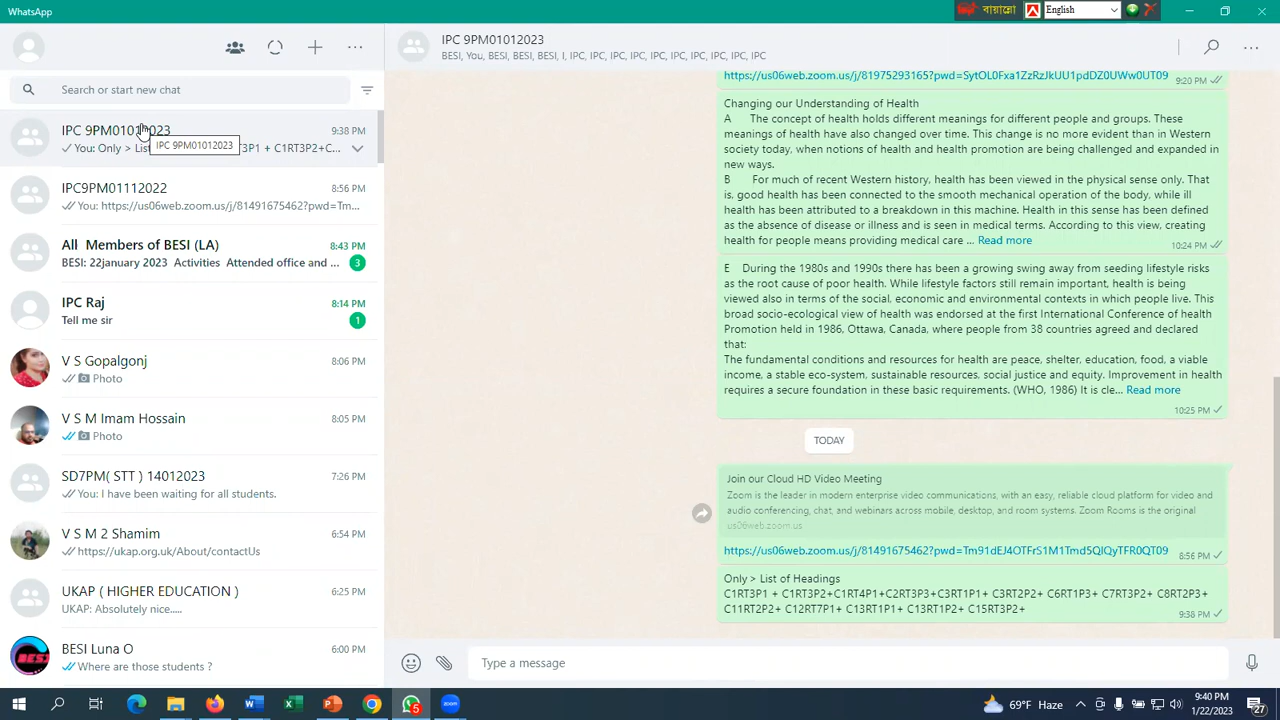 WhatsApp
বায়ান্নো
English
Search or start new chat
IPC 9PM01012023
9:38 PM
You: Only > List
T3P1 + C1RT3P2+C...
IPC 9PM01012023
IPC9PM01112022
8:56 PM
You: https://us06web.zoom.us/j/81491675462?pwd=Tm...
All Members of BESI (LA)
8:43 PM
BESI: 22january 2023 Activities Attended office and ...
3
IPC Raj
8:14 PM
Tell me sir
1
V S Gopalgonj
8:06 PM
Photo
V S M Imam Hossain
8:05 PM
Photo
SD7PM( STT ) 14012023
7:26 PM
You: I have been waiting for all students.
V S M 2 Shamim
6:54 PM
https://ukap.org.uk/About/contactUs
UKAP ( HIGHER EDUCATION )
6:25 PM
UKAP: Absolutely nice.....
BESI Luna O
6:00 PM
Where are those students ?
BESI
IPC 9PM01012023
BESI, You, BESI, BESI, BESI, I, IPC, IPC, IPC, IPC, IPC, IPC, IPC, IPC, IPC, IPC
https://us06web.zoom.us/j/81975293165?pwd=SytOL0Fxa1ZzRzJkUU1pdDZ0UWw0UT09
9:20 PM
Changing our Understanding of Health
A The concept of health holds different meanings for different people and groups. These
meanings of health have also changed over time. This change is no more evident than in Western
society today, when notions of health and health promotion are being challenged and expanded in
new ways.
B For much of recent Western history, health has been viewed in the physical sense only. That
is, good health has been connected to the smooth mechanical operation of the body, while ill
health has been attributed to a breakdown in this machine. Health in this sense has been defined
as the absence of disease or illness and is seen in medical terms. According to this view, creating
health for people means providing medical care ... Read more
10:24 PM
E During the 1980s and 1990s there has been a growing swing away from seeding lifestyle risks
as the root cause of poor health. While lifestyle factors still remain important, health is being
viewed also in terms of the social, economic and environmental contexts in which people live. This
broad socio-ecological view of health was endorsed at the first International Conference of health
Promotion held in 1986, Ottawa, Canada, where people from 38 countries agreed and declared
that:
The fundamental conditions and resources for health are peace, shelter, education, food, a viable
income, a stable eco-system, sustainable resources, social justice and equity. Improvement in health
requires a secure foundation in these basic requirements. (WHO, 1986) It is cle... Read more
10:25 PM
TODAY
Join our Cloud HD Video Meeting
Zoom is the leader in modern enterprise video communications, with an easy, reliable cloud platform for video and
audio conferencing, chat, and webinars across mobile, desktop, and room systems. Zoom Rooms is the original
us06web.zoom.us
https://us06web.zoom.us/j/81491675462?pwd=Tm91dEJ4OTFrS1M1Tmd5QlQyTFR0QT09
8:56 PM
Only > List of Headings
C1RT3P1 + C1RT3P2+C1RT4P1+C2RT3P3+C3RT1P1+ C3RT2P2+ C6RT1P3+ C7RT3P2+ C8RT2P3+
C11RT2P2+ C12RT7P1+ C13RT1P1+ C13RT1P2+ C15RT3P2+
9:38 PM
Type a message
5
zoom
69°F Haze
9:40 PM
1/22/2023
27